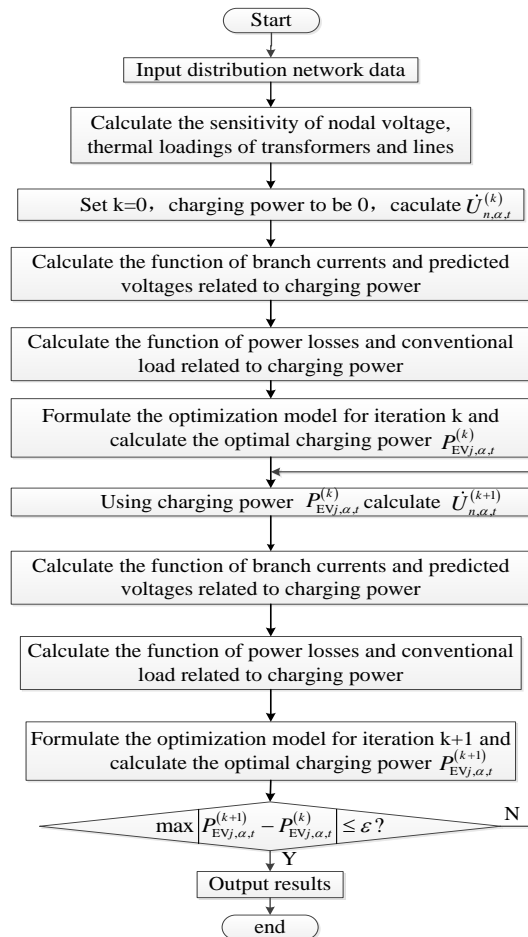 Start
Input distribution network data
Calculate the sensitivity of nodal voltage,
thermal loadings of transformers and lines
Set k=0，charging power to be 0，caculate U̇_{n,α,t}^{(k)}
Calculate the function of branch currents and predicted
voltages related to charging power
Calculate the function of power losses and conventional
load related to charging power
Formulate the optimization model for iteration k and
calculate the optimal charging power P_{EVj,α,t}^{(k)}
Using charging power P_{EVj,α,t}^{(k)} calculate U̇_{n,α,t}^{(k+1)}
Calculate the function of branch currents and predicted
voltages related to charging power
Calculate the function of power losses and conventional
load related to charging power
Formulate the optimization model for iteration k+1 and
calculate the optimal charging power P_{EVj,α,t}^{(k+1)}
max|P_{EVj,α,t}^{(k+1)} − P_{EVj,α,t}^{(k)}| ≤ ε?
N
Y
Output results
end